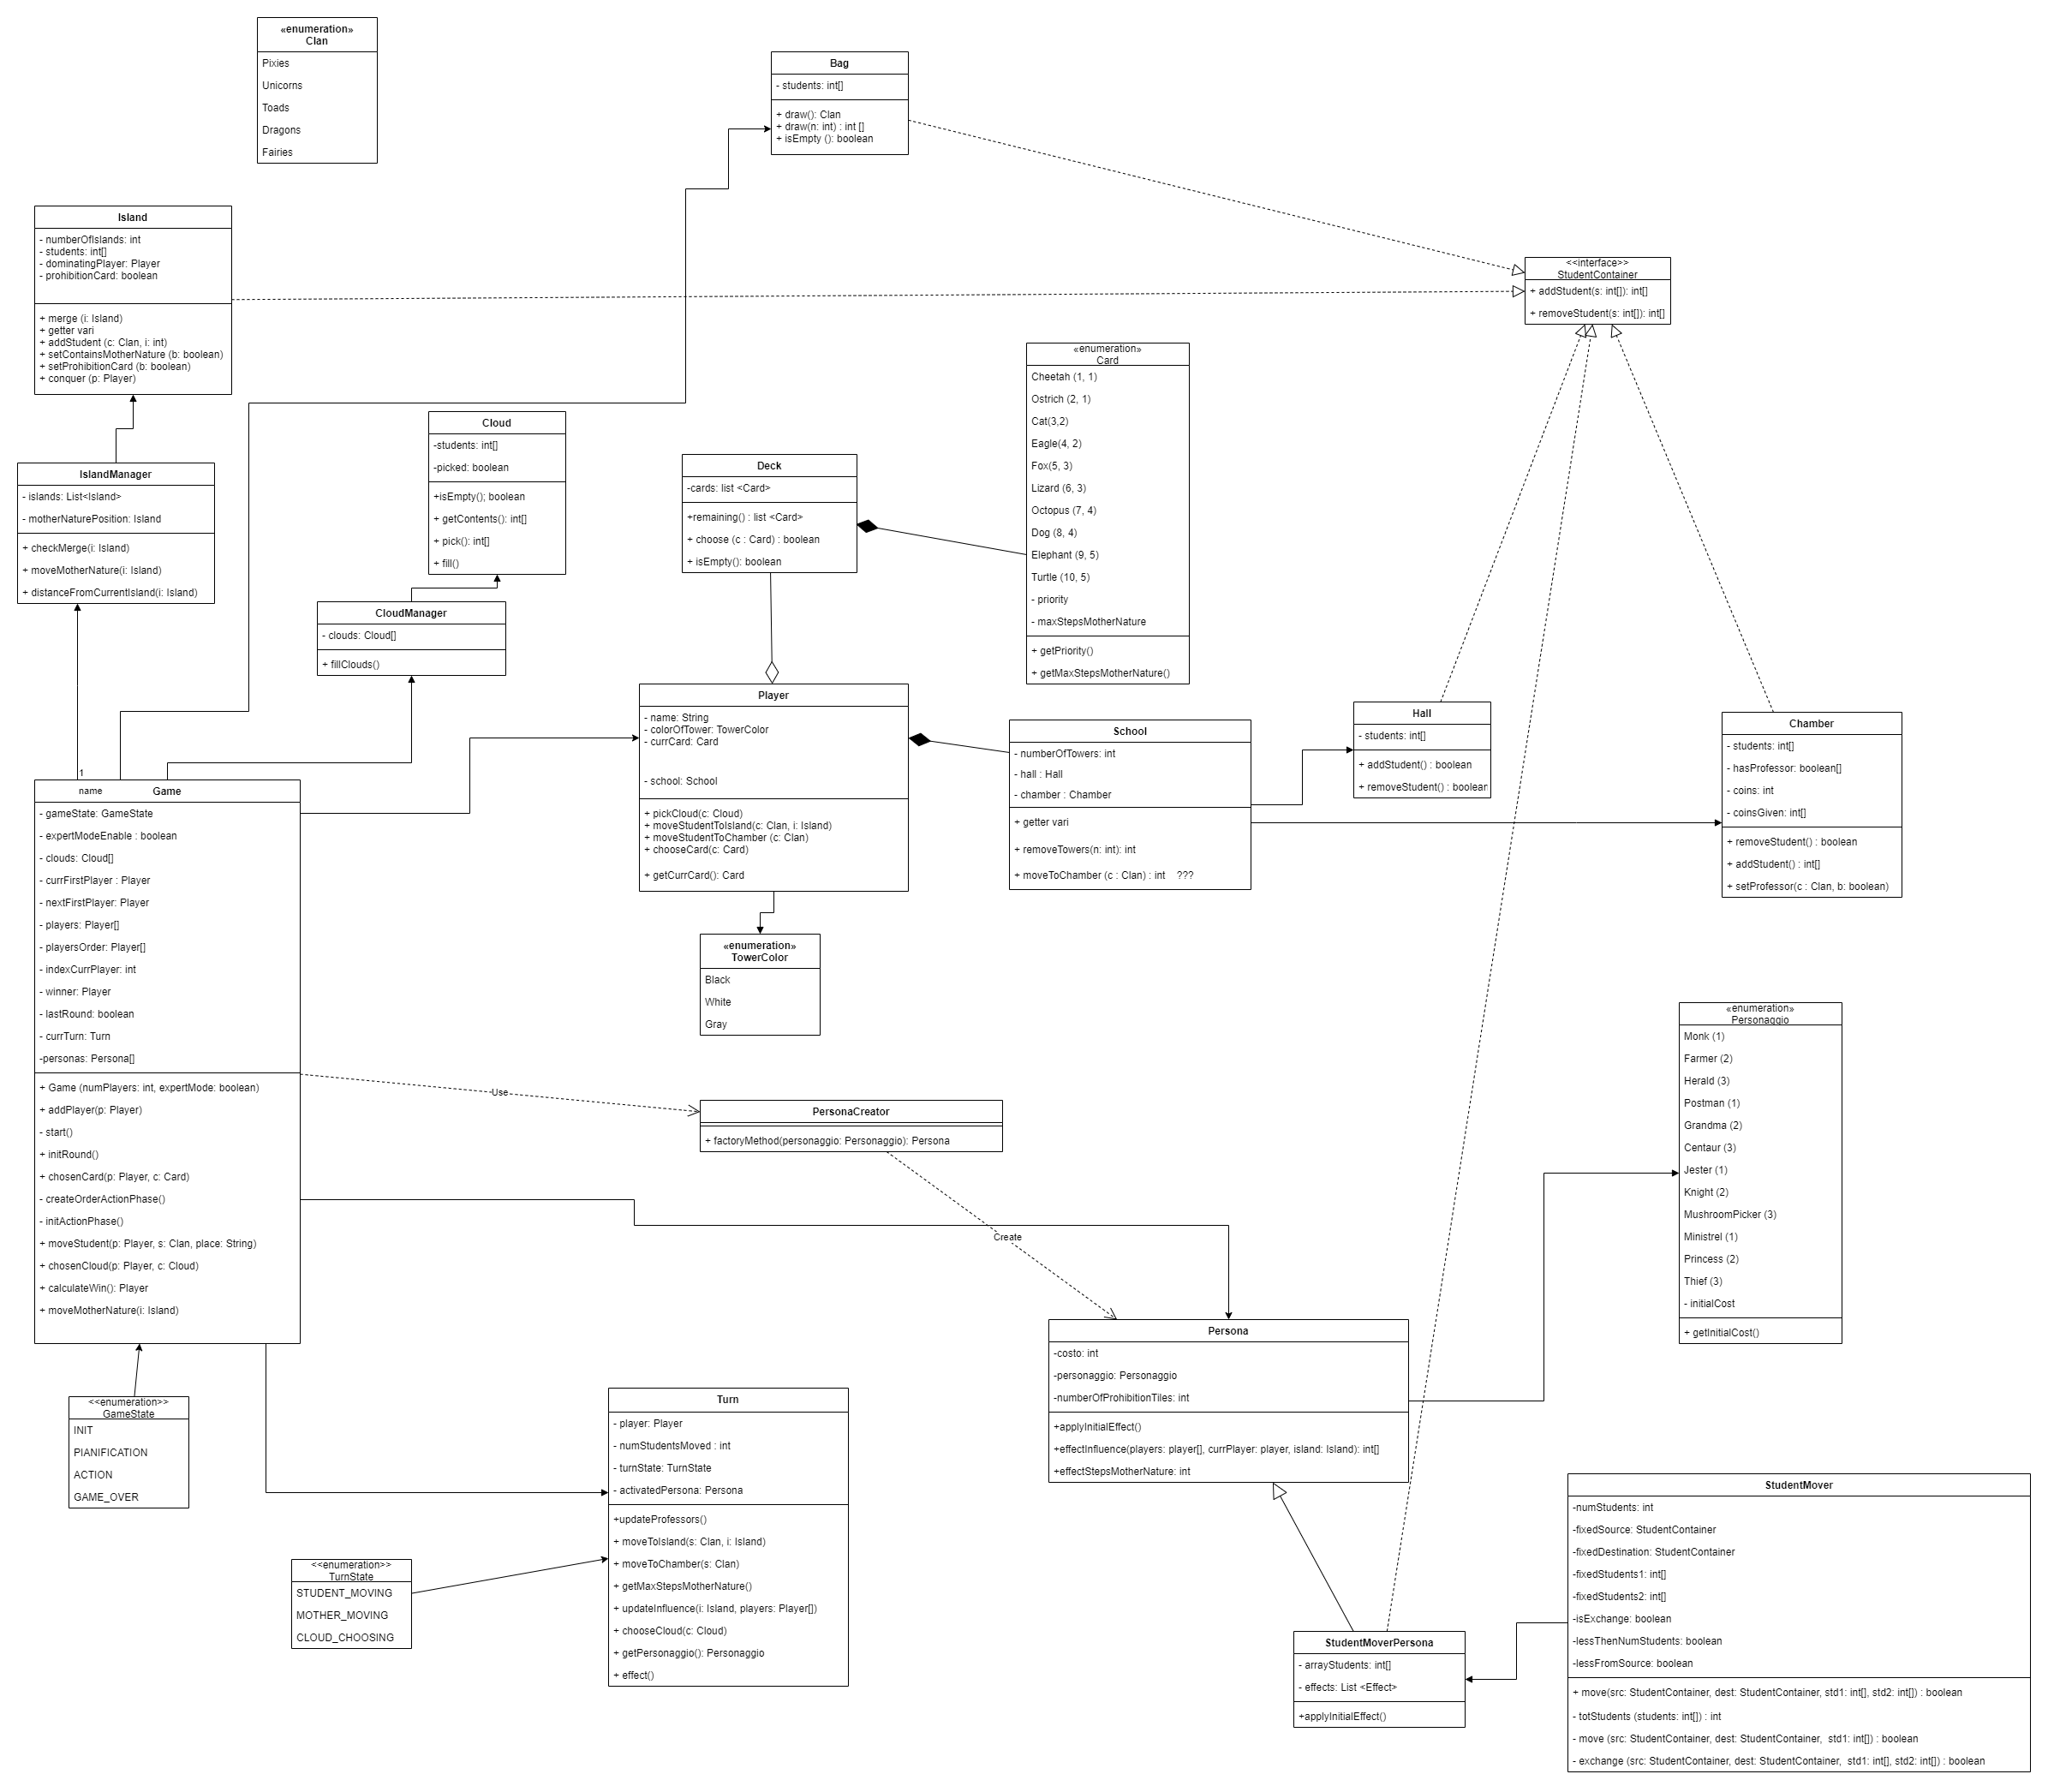 «enumeration»
Clan
Pixies
Unicorns
Toads
Dragons
Fairies
Bag
- students: int[]
+ draw(): Clan
+ draw(n: int) : int []
+ isEmpty (): boolean
Island
- numberOfIslands: int
- students: int[]
- dominatingPlayer: Player
- prohibitionCard: boolean
+ merge (i: Island)
+ getter vari
+ addStudent (c: Clan, i: int)
+ setContainsMotherNature (b: boolean)
+ setProhibitionCard (b: boolean)
+ conquer (p: Player)
<<interface>>
StudentContainer
+ addStudent(s: int[]): int[]
+ removeStudent(s: int[]): int[]
«enumeration»
Card
Cheetah (1, 1)
Ostrich (2, 1)
Cat(3,2)
Eagle(4, 2)
Fox(5, 3)
Lizard (6, 3)
Octopus (7, 4)
Dog (8, 4)
Elephant (9, 5)
Turtle (10, 5)
- priority
- maxStepsMotherNature
+ getPriority()
+ getMaxStepsMotherNature()
Cloud
-students: int[]
-picked: boolean
+isEmpty(); boolean
+ getContents(): int[]
+ pick(): int[]
+ fill()
Deck
-cards: list <Card>
+remaining() : list <Card>
+ choose (c : Card) : boolean
+ isEmpty(): boolean
IslandManager
- islands: List<Island>
- motherNaturePosition: Island
+ checkMerge(i: Island)
+ moveMotherNature(i: Island)
+ distanceFromCurrentIsland(i: Island)
CloudManager
- clouds: Cloud[]
+ fillClouds()
Player
- name: String
- colorOfTower: TowerColor
- currCard: Card
- school: School
+ pickCloud(c: Cloud)
+ moveStudentToIsland(c: Clan, i: Island)
+ moveStudentToChamber (c: Clan)
+ chooseCard(c: Card)
+ getCurrCard(): Card
School
- numberOfTowers: int
- hall : Hall
- chamber : Chamber
+ getter vari
+ removeTowers(n: int): int
+ moveToChamber (c : Clan) : int ???
Hall
- students: int[]
+ addStudent() : boolean
+ removeStudent() : boolean
Chamber
- students: int[]
- hasProfessor: boolean[]
- coins: int
- coinsGiven: int[]
+ removeStudent() : boolean
+ addStudent() : int[]
+ setProfessor(c : Clan, b: boolean)
1
name
Game
- gameState: GameState
- expertModeEnable : boolean
- clouds: Cloud[]
- currFirstPlayer : Player
- nextFirstPlayer: Player
- players: Player[]
- playersOrder: Player[]
- indexCurrPlayer: int
- winner: Player
- lastRound: boolean
- currTurn: Turn
-personas: Persona[]
+ Game (numPlayers: int, expertMode: boolean)
+ addPlayer(p: Player)
- start()
+ initRound()
+ chosenCard(p: Player, c: Card)
- createOrderActionPhase()
- initActionPhase()
+ moveStudent(p: Player, s: Clan, place: String)
+ chosenCloud(p: Player, c: Cloud)
+ calculateWin(): Player
+ moveMotherNature(i: Island)
«enumeration»
TowerColor
Black
White
Gray
Use
PersonaCreator
+ factoryMethod(personaggio: Personaggio): Persona
Create
«enumeration»
Personaggio
Monk (1)
Farmer (2)
Herald (3)
Postman (1)
Grandma (2)
Centaur (3)
Jester (1)
Knight (2)
MushroomPicker (3)
Ministrel (1)
Princess (2)
Thief (3)
- initialCost
+ getInitialCost()
Persona
-costo: int
-personaggio: Personaggio
-numberOfProhibitionTiles: int
+applyInitialEffect()
+effectInfluence(players: player[], currPlayer: player, island: Island): int[]
+effectStepsMotherNature: int
<<enumeration>>
GameState
INIT
PIANIFICATION
ACTION
GAME_OVER
Turn
- player: Player
- numStudentsMoved : int
- turnState: TurnState
- activatedPersona: Persona
+updateProfessors()
+ moveToIsland(s: Clan, i: Island)
+ moveToChamber(s: Clan)
+ getMaxStepsMotherNature()
+ updateInfluence(i: Island, players: Player[])
+ chooseCloud(c: Cloud)
+ getPersonaggio(): Personaggio
+ effect()
<<enumeration>>
TurnState
STUDENT_MOVING
MOTHER_MOVING
CLOUD_CHOOSING
StudentMoverPersona
- arrayStudents: int[]
- effects: List <Effect>
+applyInitialEffect()
StudentMover
-numStudents: int
-fixedSource: StudentContainer
-fixedDestination: StudentContainer
-fixedStudents1: int[]
-fixedStudents2: int[]
-isExchange: boolean
-lessThenNumStudents: boolean
-lessFromSource: boolean
+ move(src: StudentContainer, dest: StudentContainer, std1: int[], std2: int[]) : boolean
- totStudents (students: int[]) : int
- move (src: StudentContainer, dest: StudentContainer, std1: int[]) : boolean
- exchange (src: StudentContainer, dest: StudentContainer, std1: int[], std2: int[]) : boolean